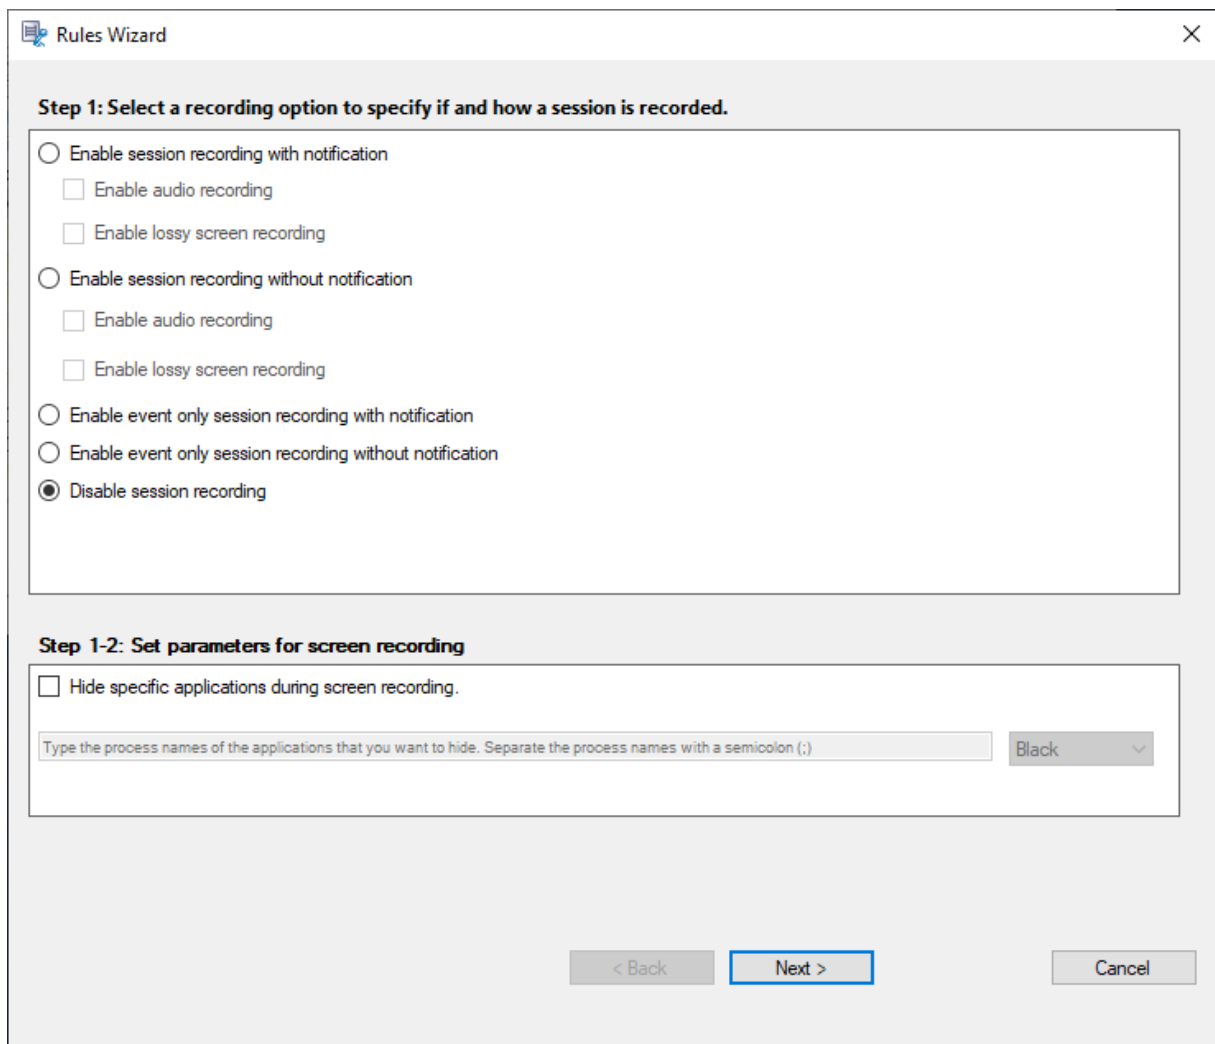 Rules Wizard
Step 1: Select a recording option to specify if and how a session is recorded.
Enable session recording with notification
Enable audio recording
Enable lossy screen recording
Enable session recording without notification
Enable audio recording
Enable lossy screen recording
Enable event only session recording with notification
Enable event only session recording without notification
Disable session recording
Step 1-2: Set parameters for screen recording
Hide specific applications during screen recording.
Type the process names of the applications that you want to hide. Separate the process names with a semicolon (;)
Black
< Back
Next >
Cancel